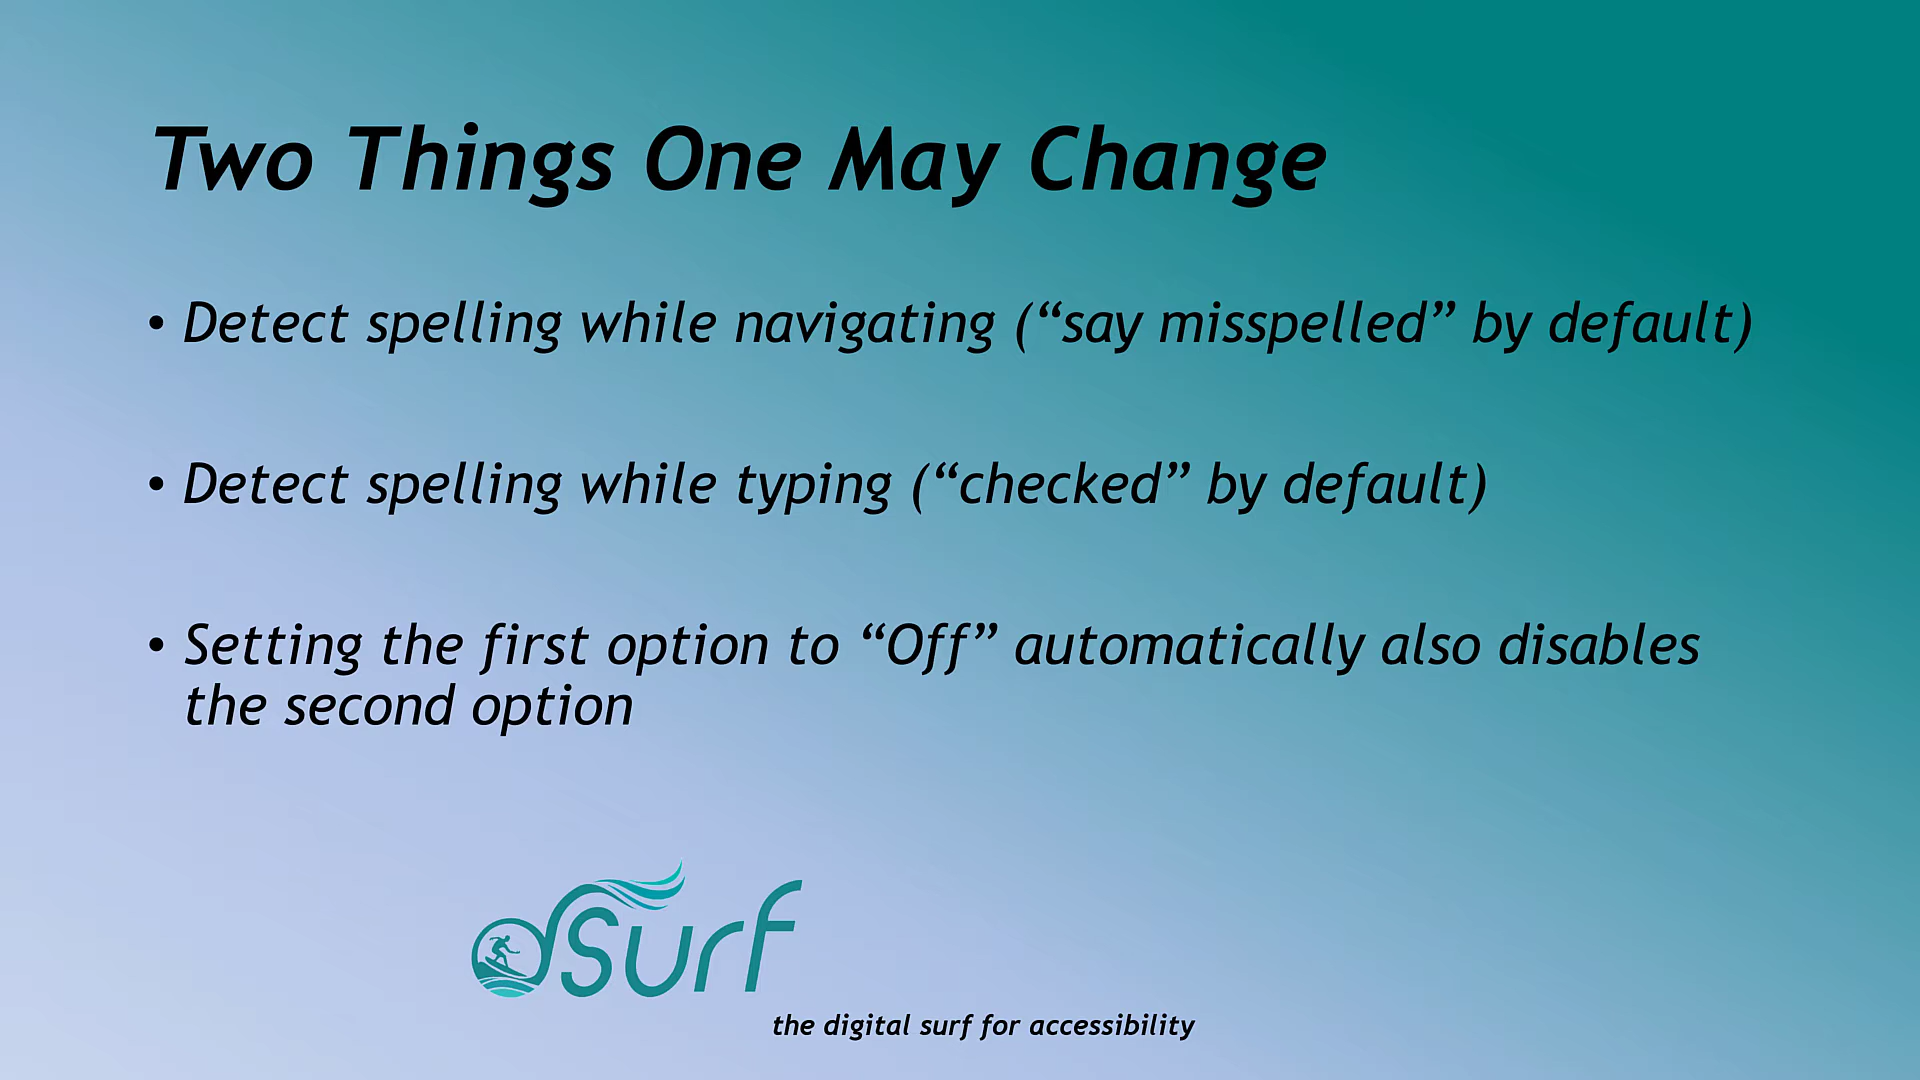 Two Things One May Change
• Detect spelling while navigating (“say misspelled” by default)
• Detect spelling while typing (“checked” by default)
• Setting the first option to “Off” automatically also disables
the second option
dSurf
the digital surf for accessibility